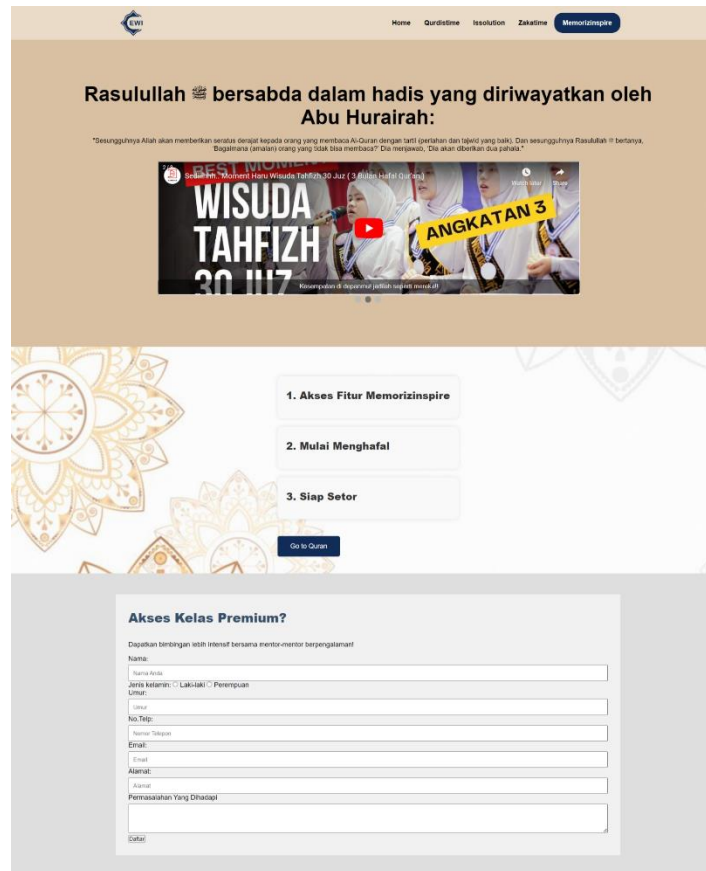 EWI
Home Qurdistime Issolution Zakatime Memorizinspire
Rasulullah ﷺ bersabda dalam hadis yang diriwayatkan oleh
Abu Hurairah:
"Sesungguhnya Allah akan memberikan seratus derajat kepada orang yang membaca Al-Quran dengan tartil (perlahan dan tajwid yang baik). Dan sesungguhnya Rasulullah ﷺ bertanya,
'Bagaimana (amalan) orang yang tidak bisa membaca?' Dia menjawab, 'Dia akan diberikan dua pahala."
BEST MOMENT
Sedihhh.. Moment Haru Wisuda Tahfizh 30 Juz ( 3 Bulan Hafal Qur'an )
Watch later Share
WISUDA
TAHFIZH
30 JUZ
ANGKATAN 3
Kesempatan di depanmu! jadilah seperti mereka!!
1. Akses Fitur Memorizinspire
2. Mulai Menghafal
3. Siap Setor
Go to Quran
Akses Kelas Premium?
Dapatkan bimbingan lebih intensif bersama mentor-mentor berpengalaman!
Nama:
Nama Anda
Jenis kelamin: Laki-laki Perempuan
Umur:
Umur
No.Telp:
Nomor Telepon
Email:
Email
Alamat:
Alamat
Permasalahan Yang Dihadapi
Daftar